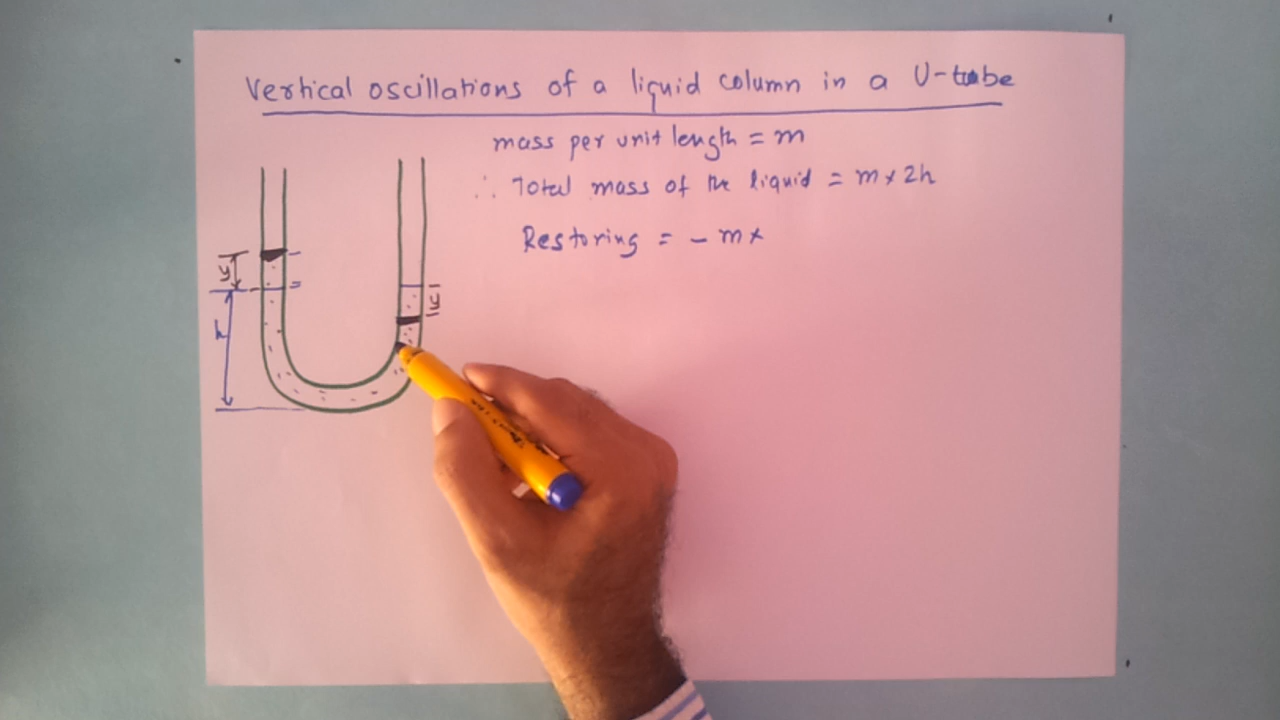 Vertical oscillations of a liquid column in a U-tube
mass per unit length = m
∴ Total mass of the liquid = m x 2h
Restoring = - m x
y
h
y